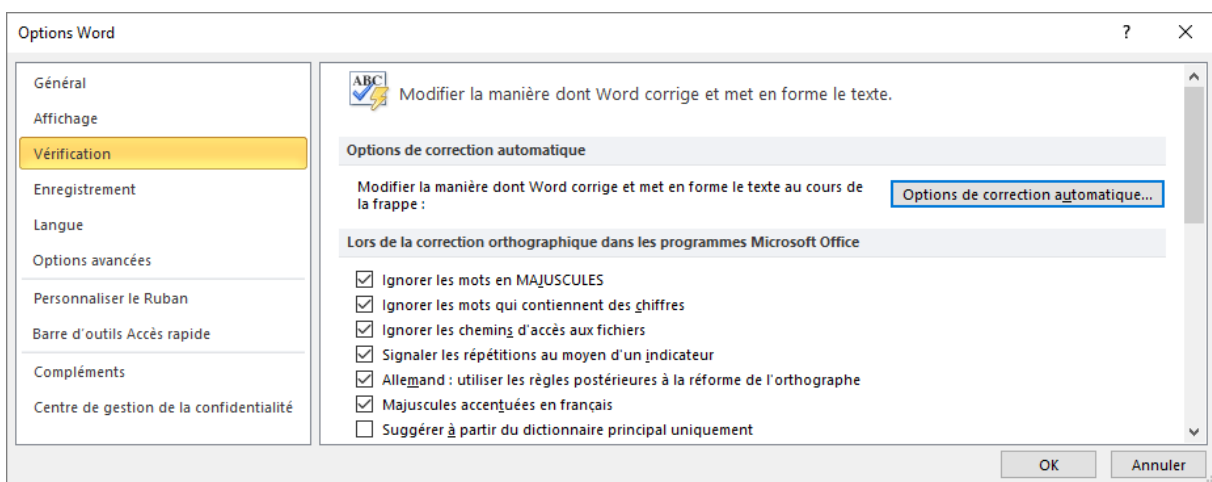 Options Word
?
Général
Affichage
Vérification
Enregistrement
Langue
Options avancées
Personnaliser le Ruban
Barre d'outils Accès rapide
Compléments
Centre de gestion de la confidentialité
ABC
Modifier la manière dont Word corrige et met en forme le texte.
Options de correction automatique
Modifier la manière dont Word corrige et met en forme le texte au cours de
la frappe :
Options de correction automatique...
Lors de la correction orthographique dans les programmes Microsoft Office
Ignorer les mots en MAJUSCULES
Ignorer les mots qui contiennent des chiffres
Ignorer les chemins d'accès aux fichiers
Signaler les répétitions au moyen d'un indicateur
Allemand : utiliser les règles postérieures à la réforme de l'orthographe
Majuscules accentuées en français
Suggérer à partir du dictionnaire principal uniquement
OK
Annuler